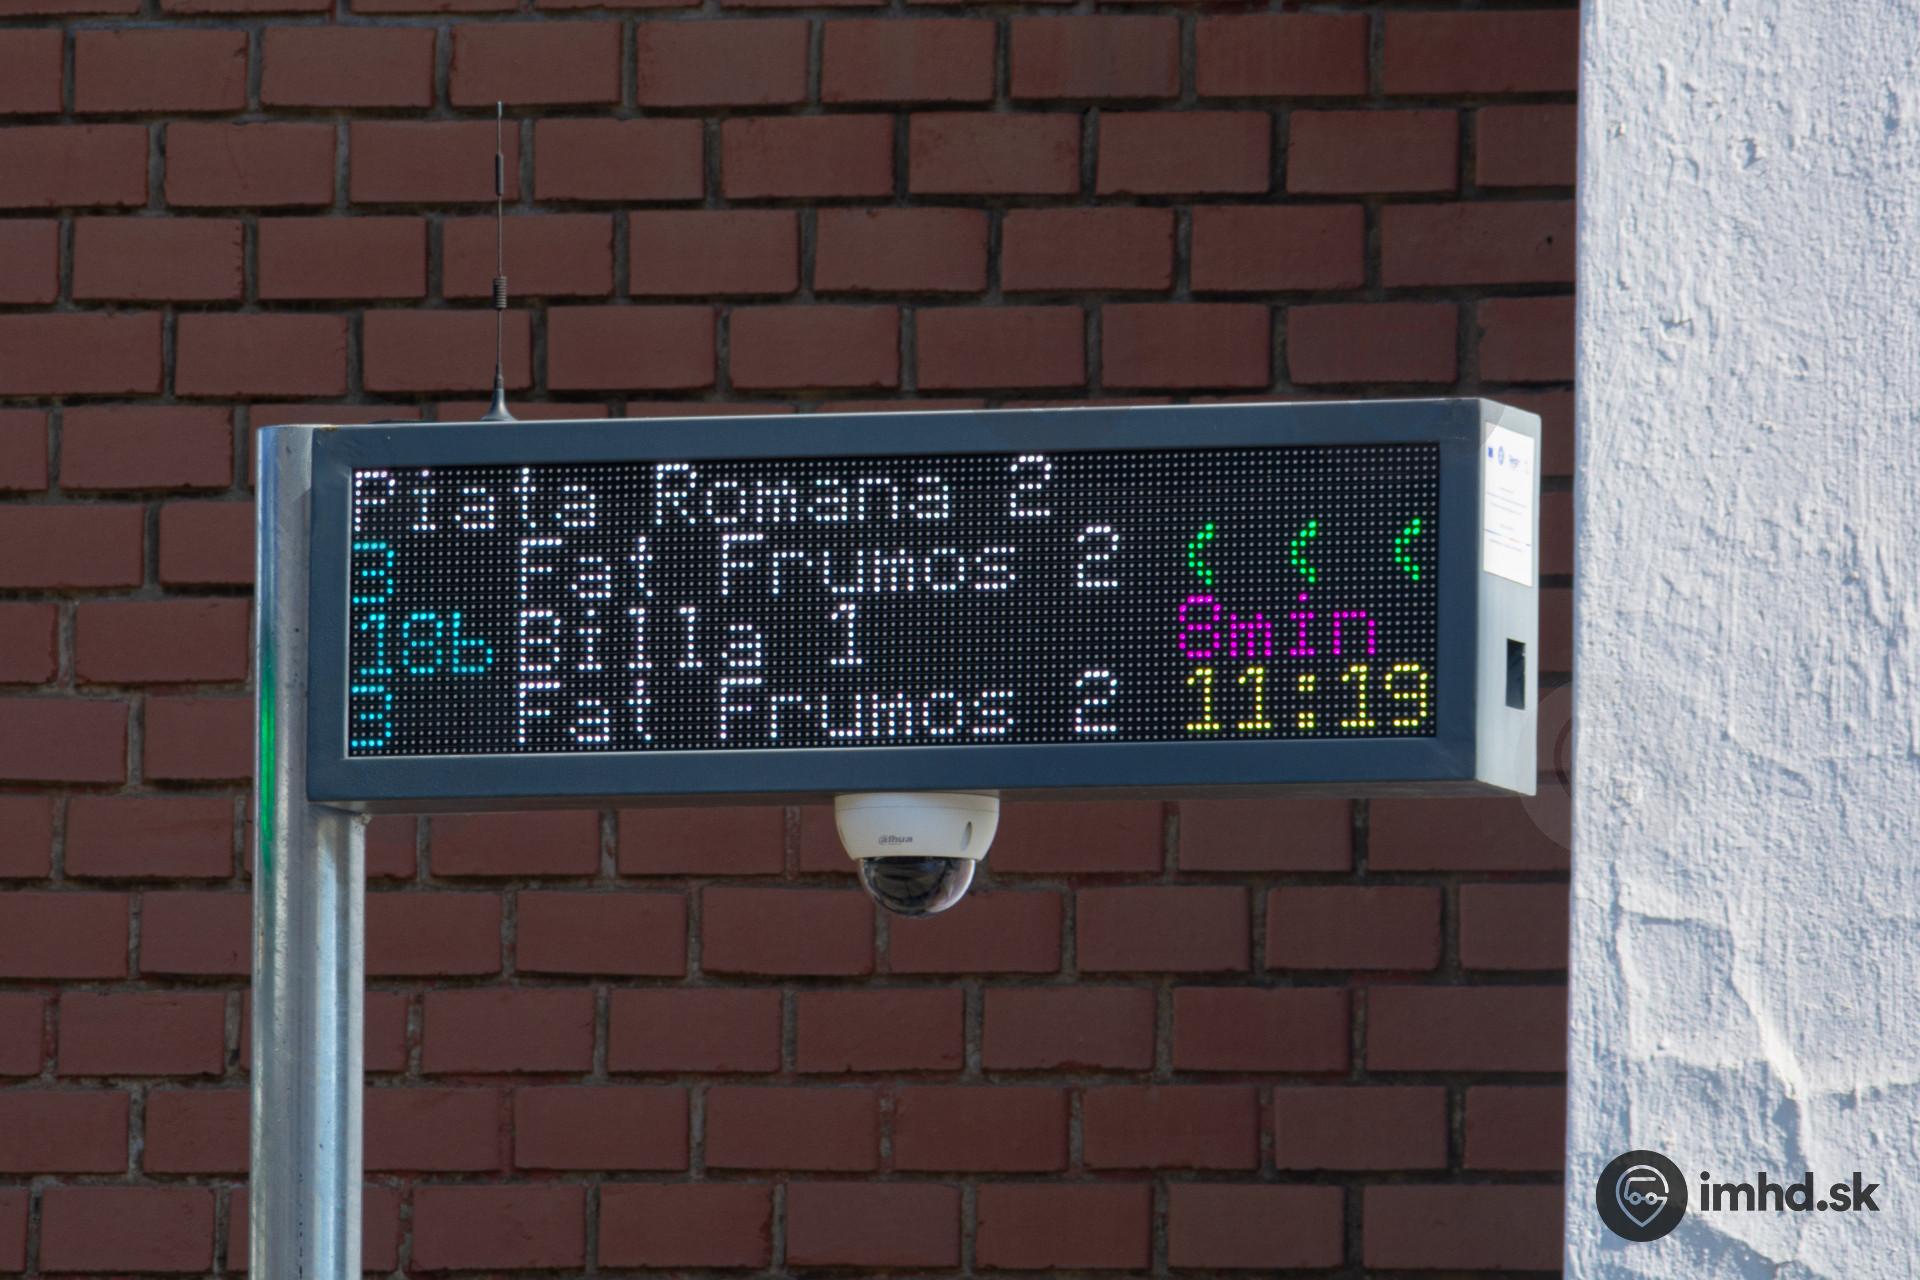 Piata Romana 2
3 Fat Frumos 2
18b Billa 1 8min
3 Fat Frumos 2 11:19
alhua
imhd.sk